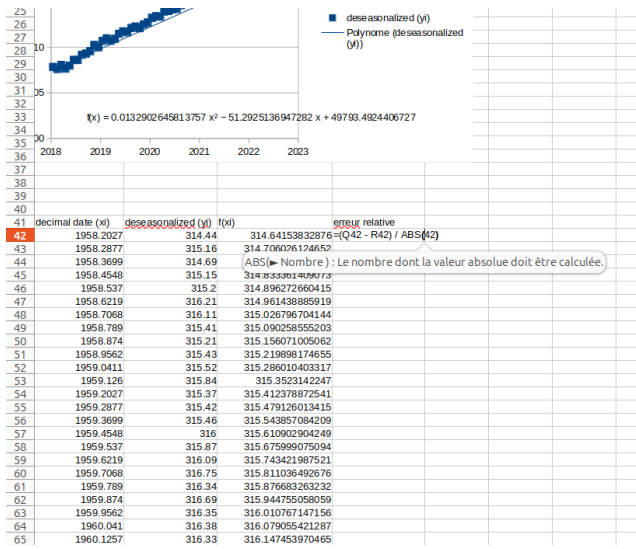 25
26
27
28
29
30
31
32
33
34
35
36
37
38
39
40
10
05
00
deseasonalized (yi)
Polynome (deseasonalized
(yi))
f(x) = 0.0132902645813757 x² − 51.2925136947282 x + 49793.4924406727
2018 2019 2020 2021 2022 2023
41 decimal date (xi) deseasonalized (yi) f(xi) erreur relative
42 1958.2027 314.44 314.64153832876 =(Q42 - R42) / ABS(42)
43 1958.2877 315.16 314.706026124652
ABS(► Nombre ) : Le nombre dont la valeur absolue doit être calculée.
44 1958.3699 314.69
45 1958.4548 315.15 314.833361409073
46 1958.537 315.2 314.896272660415
47 1958.6219 316.21 314.961438885919
48 1958.7068 316.11 315.026796704144
49 1958.789 315.41 315.090258555203
50 1958.874 315.21 315.156071005062
51 1958.9562 315.43 315.219898174655
52 1959.0411 315.52 315.286010403317
53 1959.126 315.84 315.3523142247
54 1959.2027 315.37 315.412378872541
55 1959.2877 315.42 315.479126013415
56 1959.3699 315.46 315.543857084209
57 1959.4548 316 315.610902904249
58 1959.537 315.87 315.675999075094
59 1959.6219 316.09 315.743421987521
60 1959.7068 316.75 315.811036492676
61 1959.789 316.34 315.876683263232
62 1959.874 316.69 315.944755058059
63 1959.9562 316.35 316.010767147156
64 1960.041 316.38 316.079055421287
65 1960.1257 316.33 316.147453970465